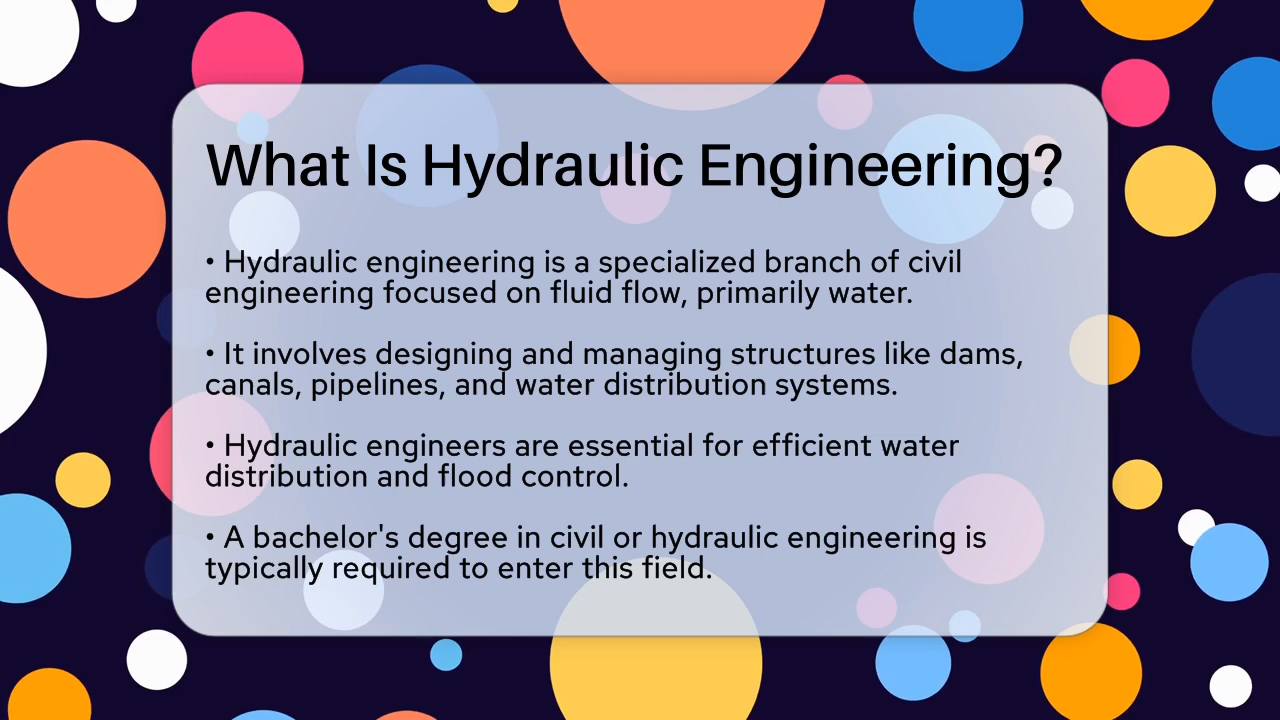 What Is Hydraulic Engineering?
• Hydraulic engineering is a specialized branch of civil
engineering focused on fluid flow, primarily water.
• It involves designing and managing structures like dams,
canals, pipelines, and water distribution systems.
• Hydraulic engineers are essential for efficient water
distribution and flood control.
• A bachelor's degree in civil or hydraulic engineering is
typically required to enter this field.